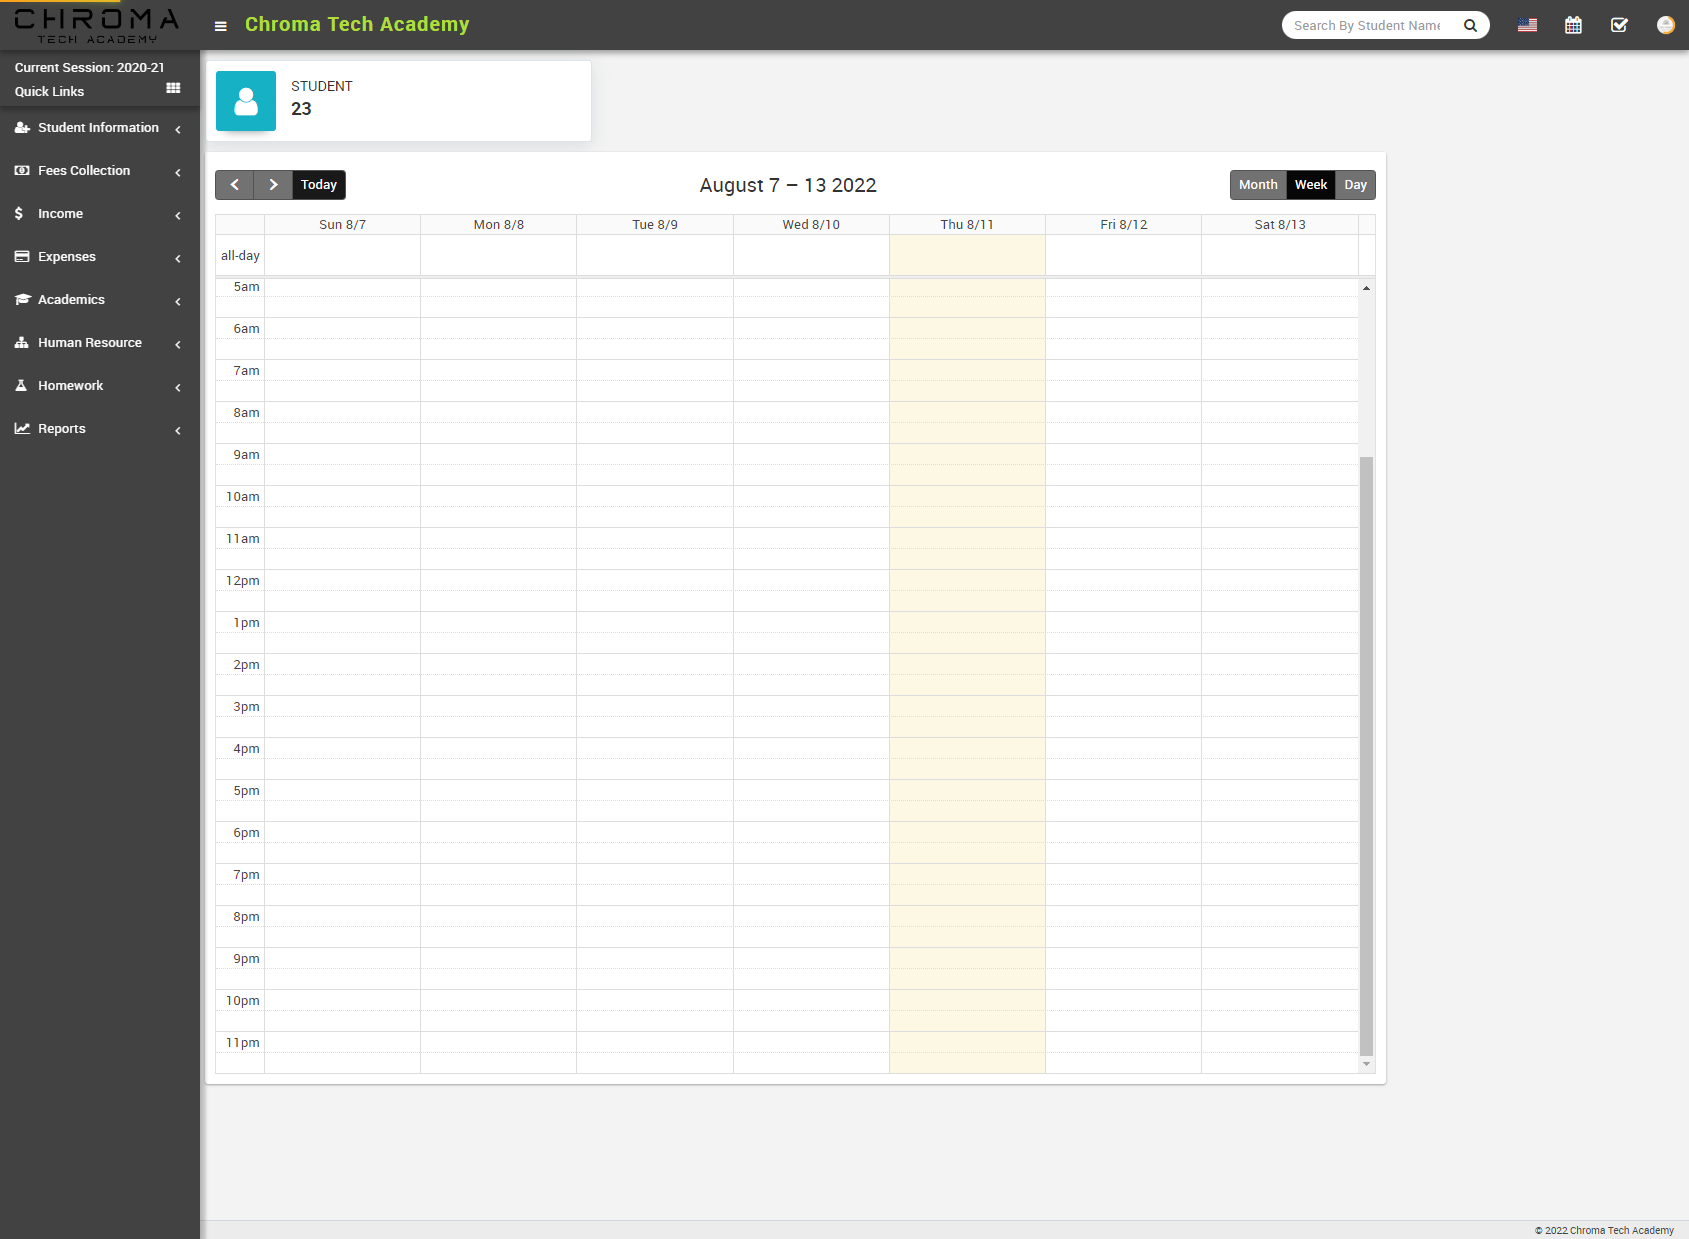 CHROMA
TECH ACADEMY
Chroma Tech Academy
Search By Student Name
Current Session: 2020-21
Quick Links
Student Information
Fees Collection
Income
Expenses
Academics
Human Resource
Homework
Reports
STUDENT
23
Today
August 7 – 13 2022
Month Week Day
Sun 8/7 Mon 8/8 Tue 8/9 Wed 8/10 Thu 8/11 Fri 8/12 Sat 8/13
all-day
5am
6am
7am
8am
9am
10am
11am
12pm
1pm
2pm
3pm
4pm
5pm
6pm
7pm
8pm
9pm
10pm
11pm
© 2022 Chroma Tech Academy